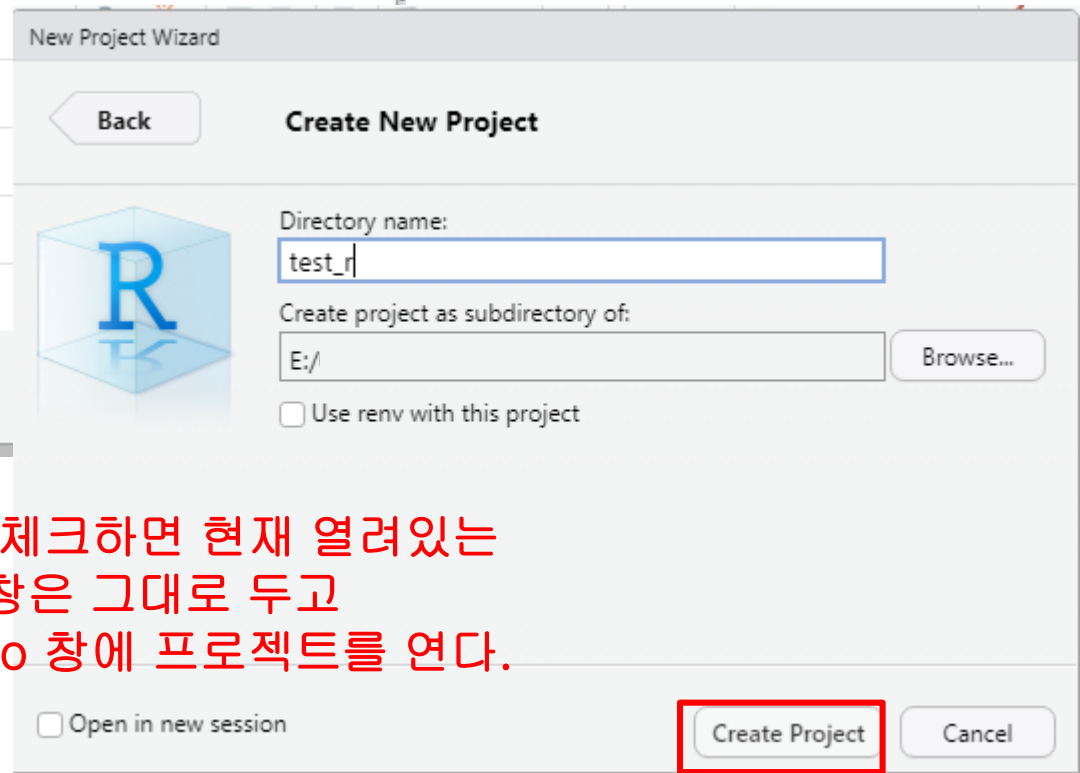 New Project Wizard
Back
Create New Project
R
Directory name:
test_r
Create project as subdirectory of:
E:/
Browse...
Use renv with this project
체크하면 현재 열려있는
창은 그대로 두고
o 창에 프로젝트를 연다.
Open in new session
Create Project
Cancel